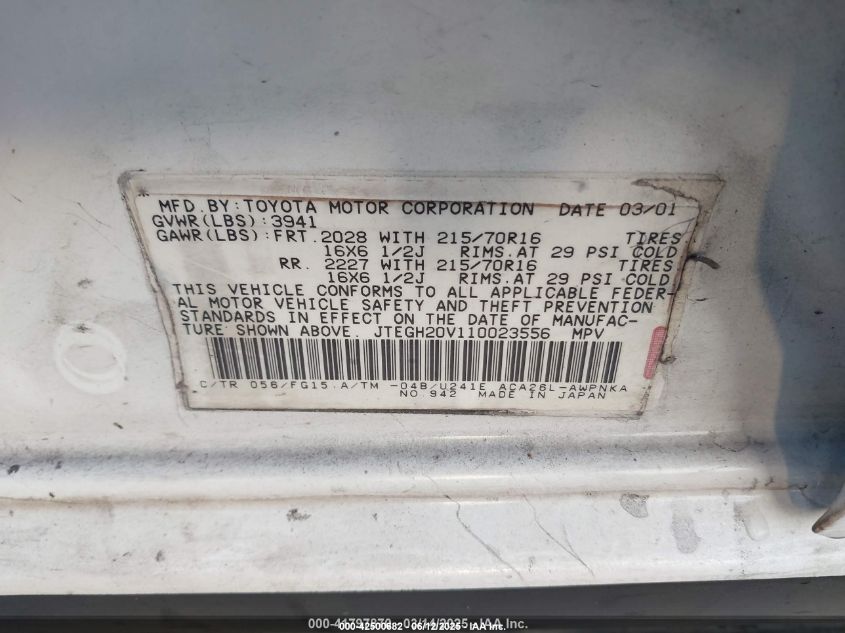 MFD. BY: TOYOTA MOTOR CORPORATION DATE 03/01
GVWR(LBS): 3941
GAWR(LBS): FRT. 2028 WITH 215/70R16 TIRES
16X6 1/2J RIMS. AT 29 PSI COLD
RR. 2227 WITH 215/70R16 TIRES
16X6 1/2J RIMS. AT 29 PSI COLD
THIS VEHICLE CONFORMS TO ALL APPLICABLE FEDER-
AL MOTOR VEHICLE SAFETY AND THEFT PREVENTION
STANDARDS IN EFFECT ON THE DATE OF MANUFAC-
TURE SHOWN ABOVE. JTEGH20V110023556 MPV
C/TR 056/FG15 A/TM -04B/U241E ACA26L-AWPNKA
NO. 942 MADE IN JAPAN
000-42500682 06/12/2025 IAA Inc.